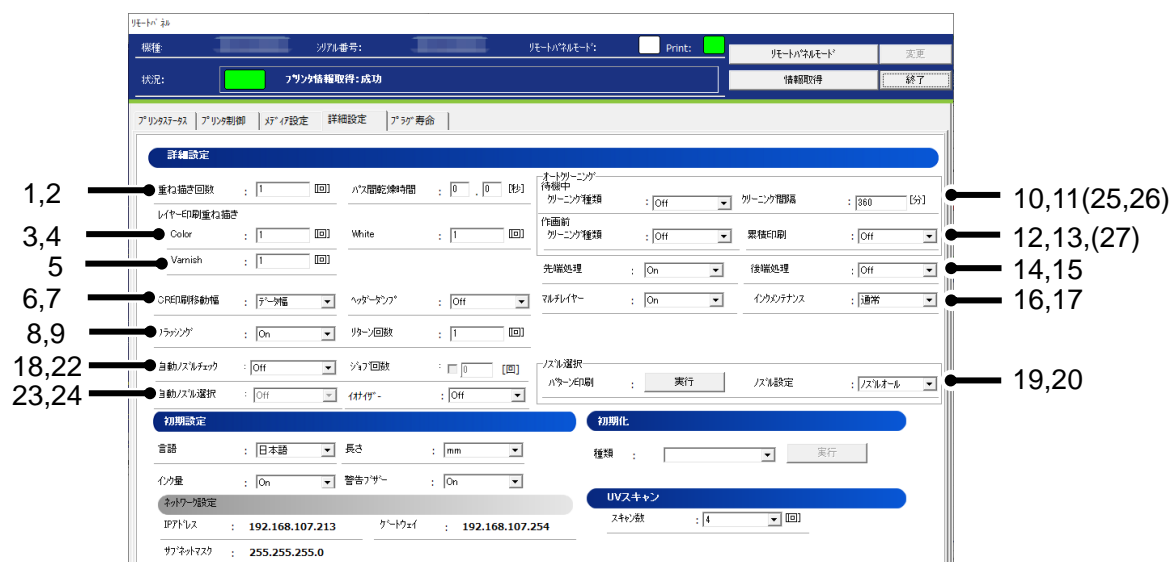 リモートパネル
機種: シリアル番号: リモートパネルモード: Print: リモートパネルモード 変更
状況: プリンタ情報取得:成功 情報取得 終了
プリンタステータス プリンタ制御 メディア設定 詳細設定 プラグ寿命
詳細設定
1,2 重ね描き回数 : 1 [回] パス間乾燥時間 : 0 . 0 [秒]
レイヤー印刷重ね描き
3,4 Color : 1 [回] White : 1 [回]
5 Varnish : 1 [回]
6,7 CRED印刷移動幅 : データ幅 ヘッダーダンプ : Off
8,9 フラッシング : On リターン回数 : 1 [回]
18,22 自動ノズルチェック : Off ジョブ回数 : 0 [回]
23,24 自動ノズル選択 : Off イオナイザー : Off
オートクリーニング
待機中
クリーニング種類 : Off クリーニング間隔 : 360 [分] 10,11(25,26)
作画前
クリーニング種類 : Off 累積印刷 : Off 12,13,(27)
先端処理 : On 後端処理 : Off 14,15
マルチレイヤー : On インクメンテナンス : 通常 16,17
ノズル選択
パターン印刷 : 実行 ノズル設定 : ノズルオール 19,20
初期設定
言語 : 日本語 長さ : mm
インク量 : On 警告ブザー : On
ネットワーク設定
IPアドレス : 192.168.107.213 ゲートウェイ : 192.168.107.254
サブネットマスク : 255.255.255.0
初期化
種類 : 実行
UVスキャン
スキャン数 : 4 [回]